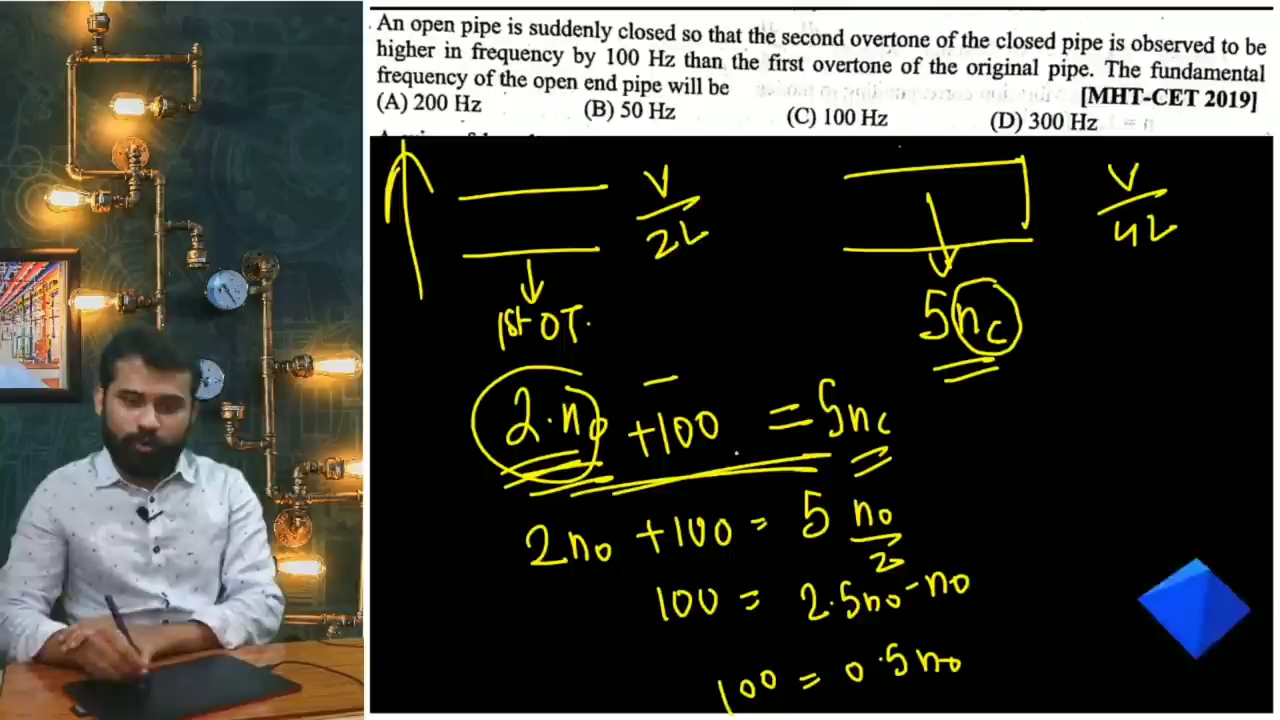 An open pipe is suddenly closed so that the second overtone of the closed pipe is observed to be
higher in frequency by 100 Hz than the first overtone of the original pipe. The fundamental
frequency of the open end pipe will be
[MHT-CET 2019]
(A) 200 Hz (B) 50 Hz (C) 100 Hz (D) 300 Hz
V/2L V/4L
1st OT.
5nc
2·no + 100 = 5nc
2no + 100 = 5 no/2
100 = 2.5no - no
100 = 0.5no